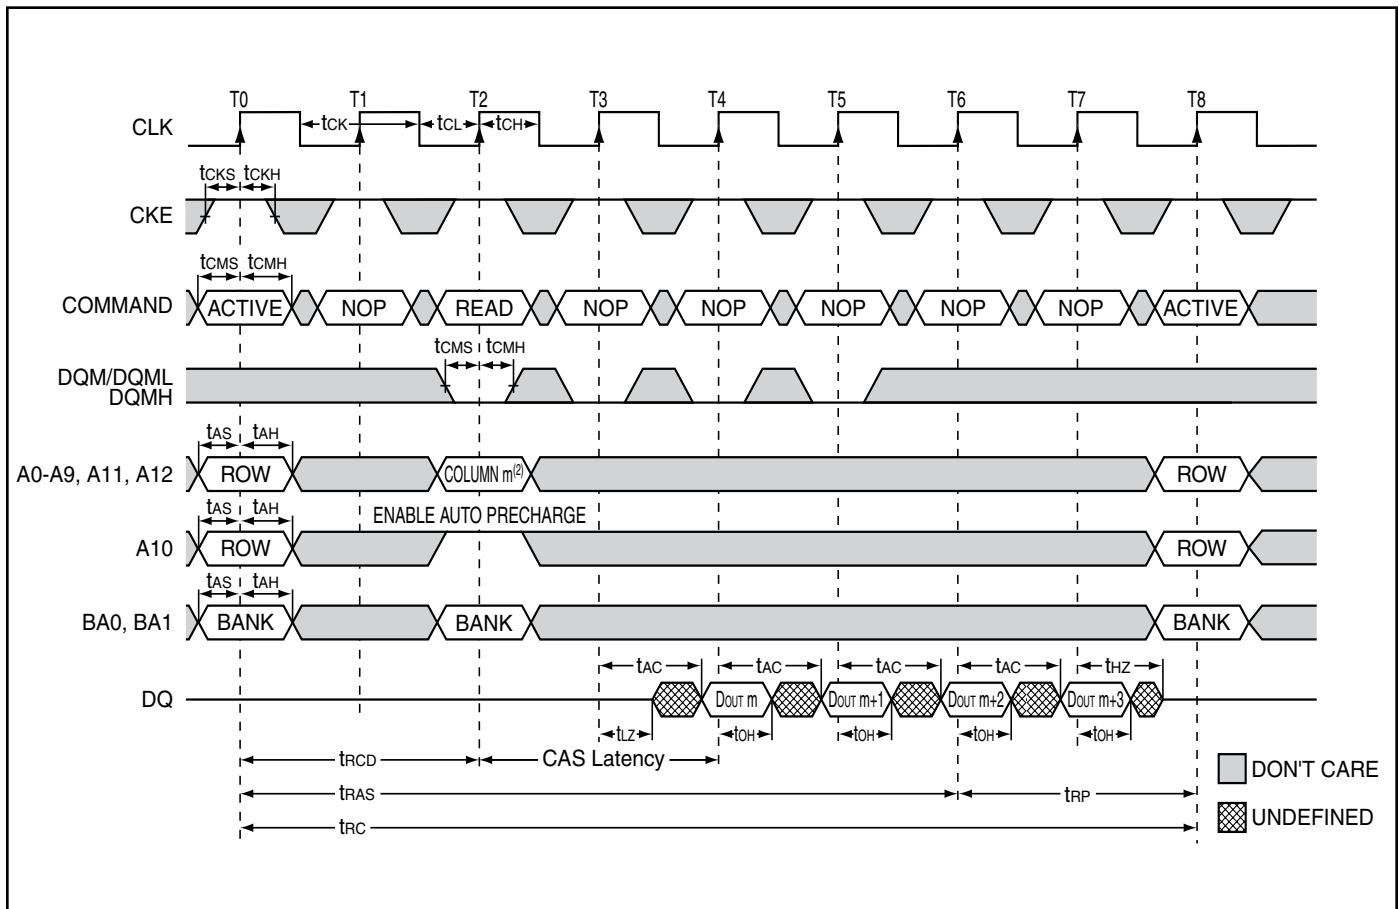 T0 T1 T2 T3 T4 T5 T6 T7 T8
CLK tCK tCL tCH
tCKS tCKH
CKE
tCMS tCMH
COMMAND ACTIVE NOP READ NOP NOP NOP NOP NOP ACTIVE
tCMS tCMH
DQM/DQML
DQMH
tAS tAH
A0-A9, A11, A12 ROW COLUMN m(2) ROW
tAS tAH ENABLE AUTO PRECHARGE
A10 ROW ROW
tAS tAH
BA0, BA1 BANK BANK BANK
tAC tAC tAC tAC tHZ
DQ DOUT m DOUT m+1 DOUT m+2 DOUT m+3
tLZ tOH tOH tOH tOH
tRCD CAS Latency
DON'T CARE
tRAS tRP
UNDEFINED
tRC